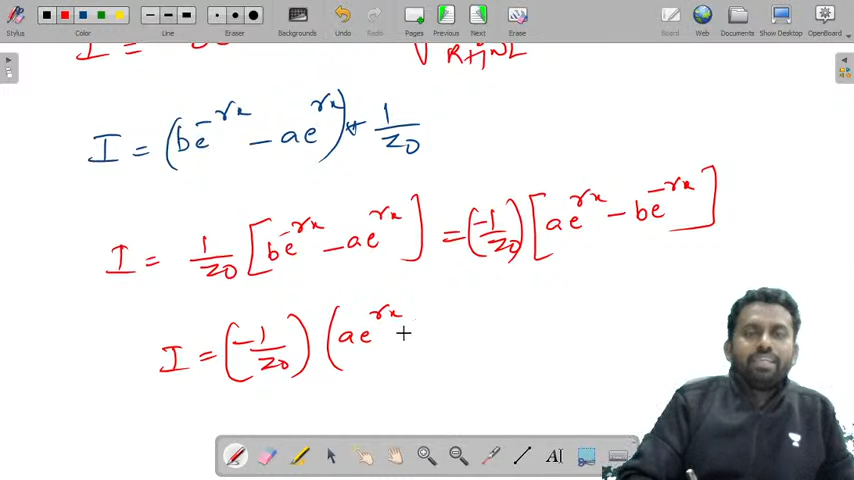 Stylus Color Line Eraser Backgrounds Undo Redo Pages Previous Next Erase Board Web Documents Show Desktop OpenBoard
I =
√ R+jωL
I = (be^{-γx} - ae^{γx}) * 1/Z0
I = 1/Z0 [be^{-γx} - ae^{γx}] = (-1/Z0) [ae^{γx} - be^{-γx}]
I = (-1/Z0) (ae^{γx}